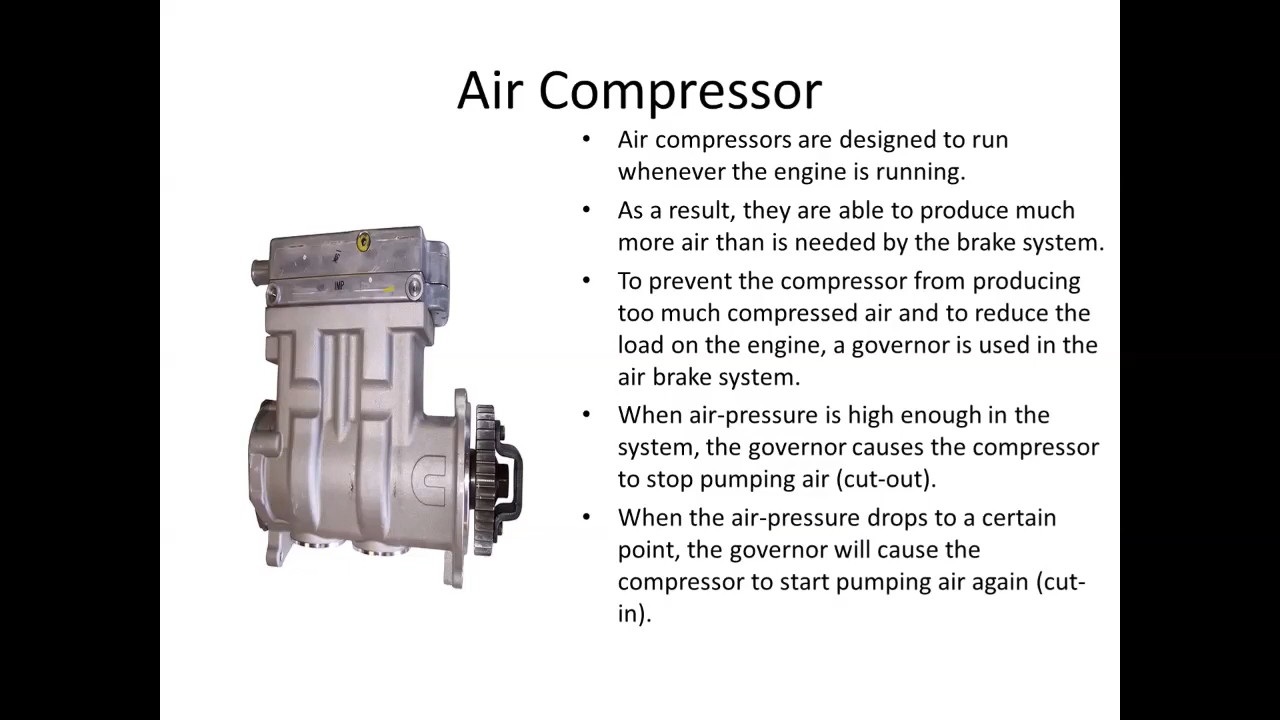 Air Compressor
• Air compressors are designed to run
whenever the engine is running.
• As a result, they are able to produce much
more air than is needed by the brake system.
• To prevent the compressor from producing
too much compressed air and to reduce the
load on the engine, a governor is used in the
air brake system.
• When air-pressure is high enough in the
system, the governor causes the compressor
to stop pumping air (cut-out).
• When the air-pressure drops to a certain
point, the governor will cause the
compressor to start pumping air again (cut-
in).